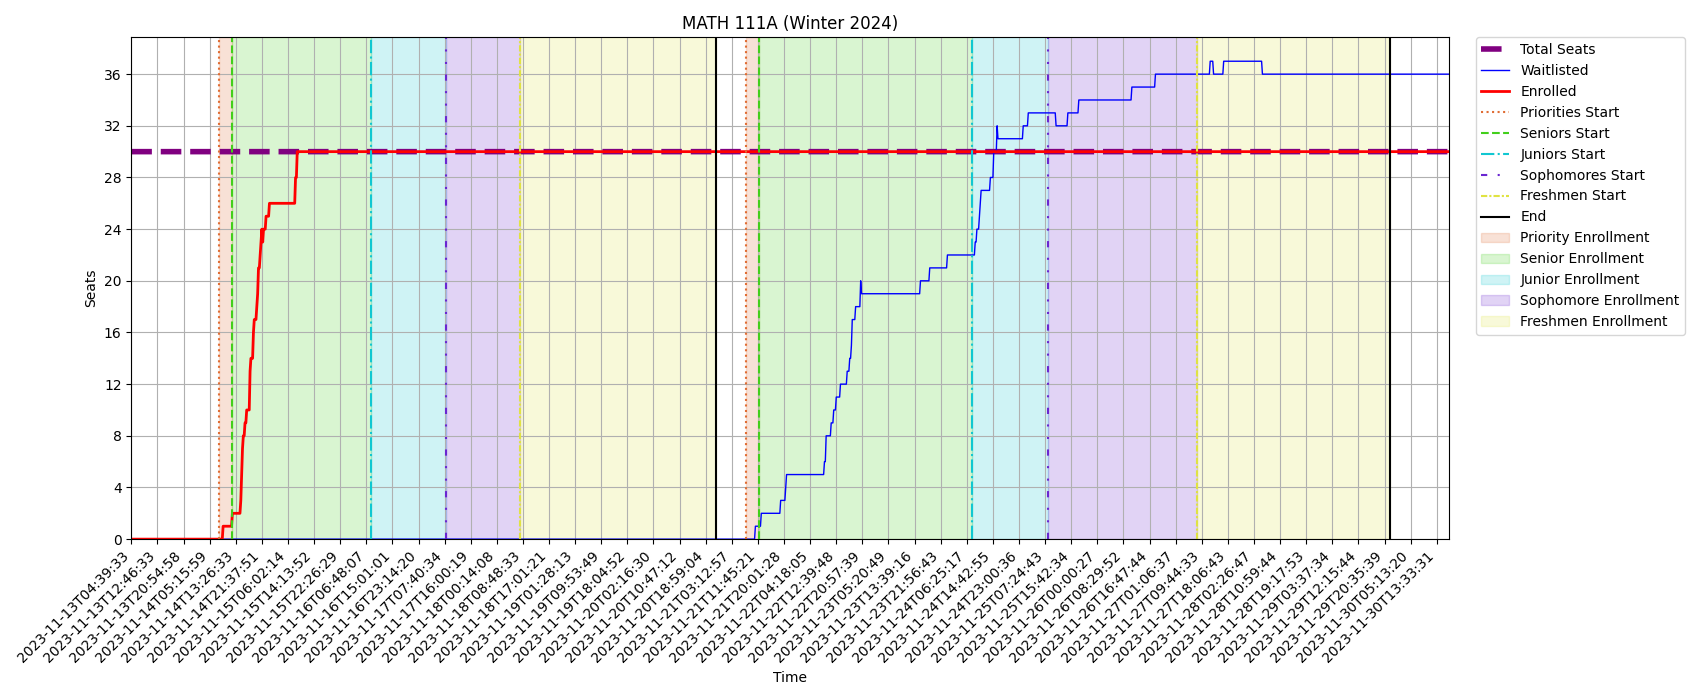 MATH 111A (Winter 2024)
Seats
36
32
28
24
20
16
12
8
4
0
2023-11-13T04:39:33
2023-11-13T12:46:33
2023-11-13T20:54:58
2023-11-14T05:15:59
2023-11-14T13:26:33
2023-11-14T21:37:51
2023-11-15T06:02:14
2023-11-15T14:13:52
2023-11-15T22:26:29
2023-11-16T06:48:07
2023-11-16T15:01:01
2023-11-16T23:14:20
2023-11-17T07:40:34
2023-11-17T16:00:19
2023-11-18T00:14:08
2023-11-18T08:48:33
2023-11-18T17:01:21
2023-11-19T01:28:13
2023-11-19T09:53:49
2023-11-19T18:04:52
2023-11-20T02:16:30
2023-11-20T10:47:12
2023-11-20T18:59:04
2023-11-21T03:12:57
2023-11-21T11:45:21
2023-11-21T20:01:28
2023-11-22T04:18:05
2023-11-22T12:39:48
2023-11-22T20:57:39
2023-11-23T05:20:49
2023-11-23T13:39:16
2023-11-23T21:56:43
2023-11-24T06:25:17
2023-11-24T14:42:55
2023-11-24T23:00:36
2023-11-25T07:24:43
2023-11-25T15:42:34
2023-11-26T00:00:27
2023-11-26T08:29:52
2023-11-26T16:47:44
2023-11-27T01:06:37
2023-11-27T09:44:33
2023-11-27T18:06:43
2023-11-28T02:26:47
2023-11-28T10:59:44
2023-11-28T19:17:53
2023-11-29T03:37:34
2023-11-29T12:15:44
2023-11-29T20:35:39
2023-11-30T05:13:20
2023-11-30T13:33:31
Time
Total Seats
Waitlisted
Enrolled
Priorities Start
Seniors Start
Juniors Start
Sophomores Start
Freshmen Start
End
Priority Enrollment
Senior Enrollment
Junior Enrollment
Sophomore Enrollment
Freshmen Enrollment